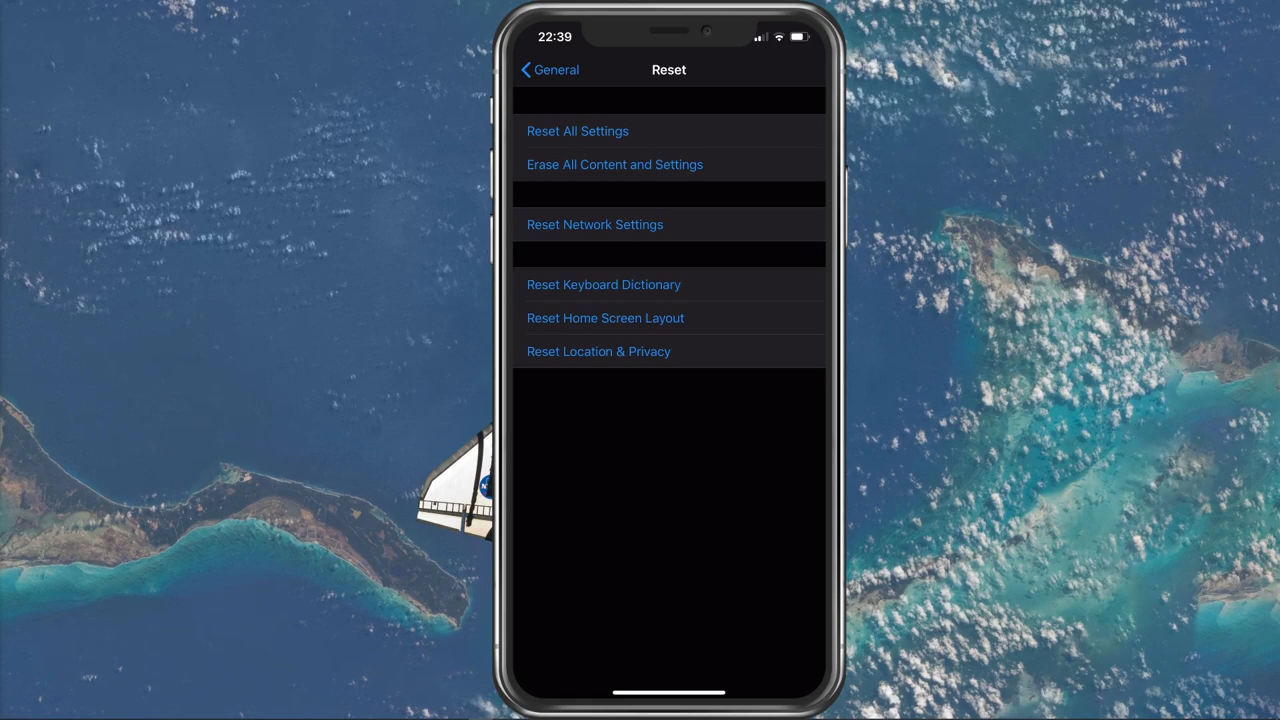 22:39
General
Reset
Reset All Settings
Erase All Content and Settings
Reset Network Settings
Reset Keyboard Dictionary
Reset Home Screen Layout
Reset Location & Privacy